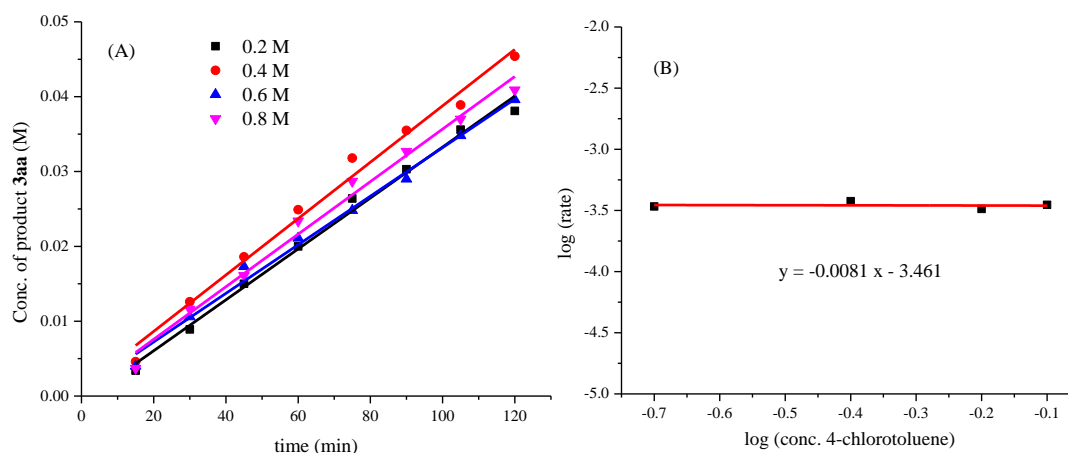 (A)
0.2 M
0.4 M
0.6 M
0.8 M
Conc. of product 3aa (M)
0.05
0.04
0.03
0.02
0.01
0.00
0 20 40 60 80 100 120
time (min)
(B)
log (rate)
-2.0
-2.5
-3.0
-3.5
-4.0
-4.5
-5.0
y = -0.0081 x - 3.461
-0.7 -0.6 -0.5 -0.4 -0.3 -0.2 -0.1
log (conc. 4-chlorotoluene)